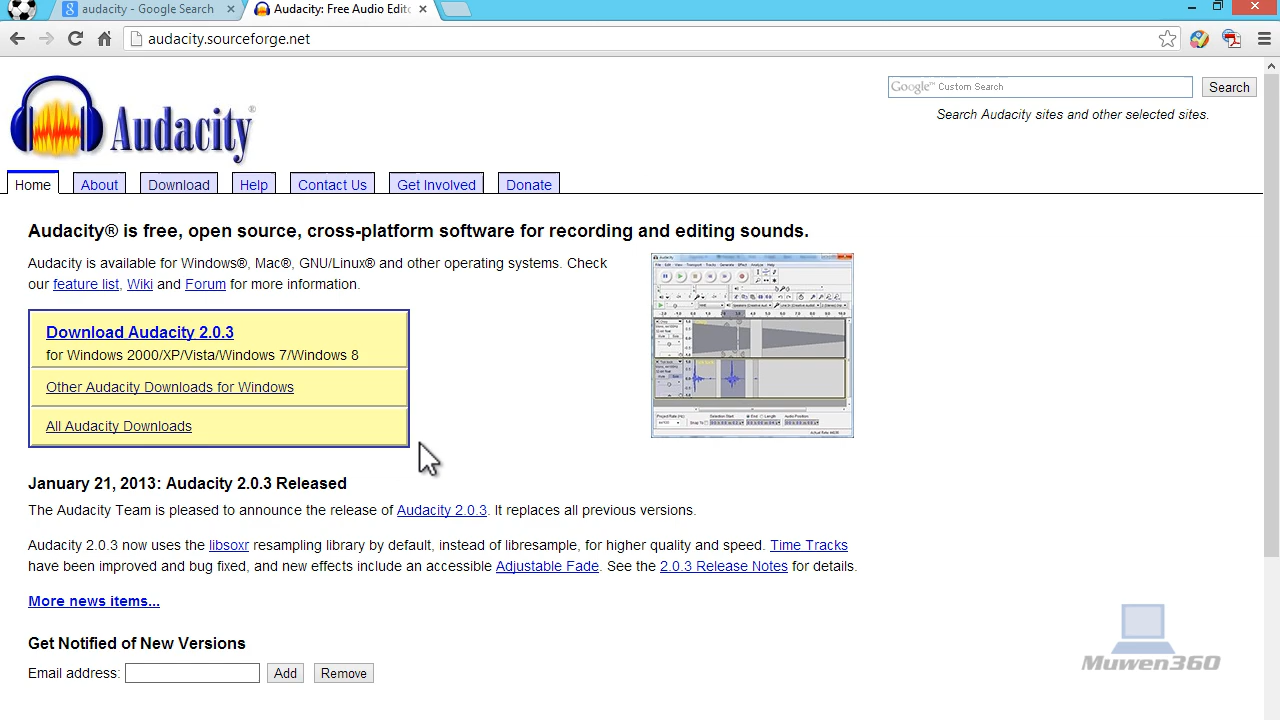 audacity - Google Search
Audacity: Free Audio Edito
audacity.sourceforge.net
Audacity®
Google™ Custom Search
Search
Search Audacity sites and other selected sites.
Home
About
Download
Help
Contact Us
Get Involved
Donate
Audacity® is free, open source, cross-platform software for recording and editing sounds.
Audacity is available for Windows®, Mac®, GNU/Linux® and other operating systems. Check
our feature list, Wiki and Forum for more information.
Download Audacity 2.0.3
for Windows 2000/XP/Vista/Windows 7/Windows 8
Other Audacity Downloads for Windows
All Audacity Downloads
January 21, 2013: Audacity 2.0.3 Released
The Audacity Team is pleased to announce the release of Audacity 2.0.3. It replaces all previous versions.
Audacity 2.0.3 now uses the libsoxr resampling library by default, instead of libresample, for higher quality and speed. Time Tracks
have been improved and bug fixed, and new effects include an accessible Adjustable Fade. See the 2.0.3 Release Notes for details.
More news items...
Get Notified of New Versions
Email address:
Add
Remove
Muwen360